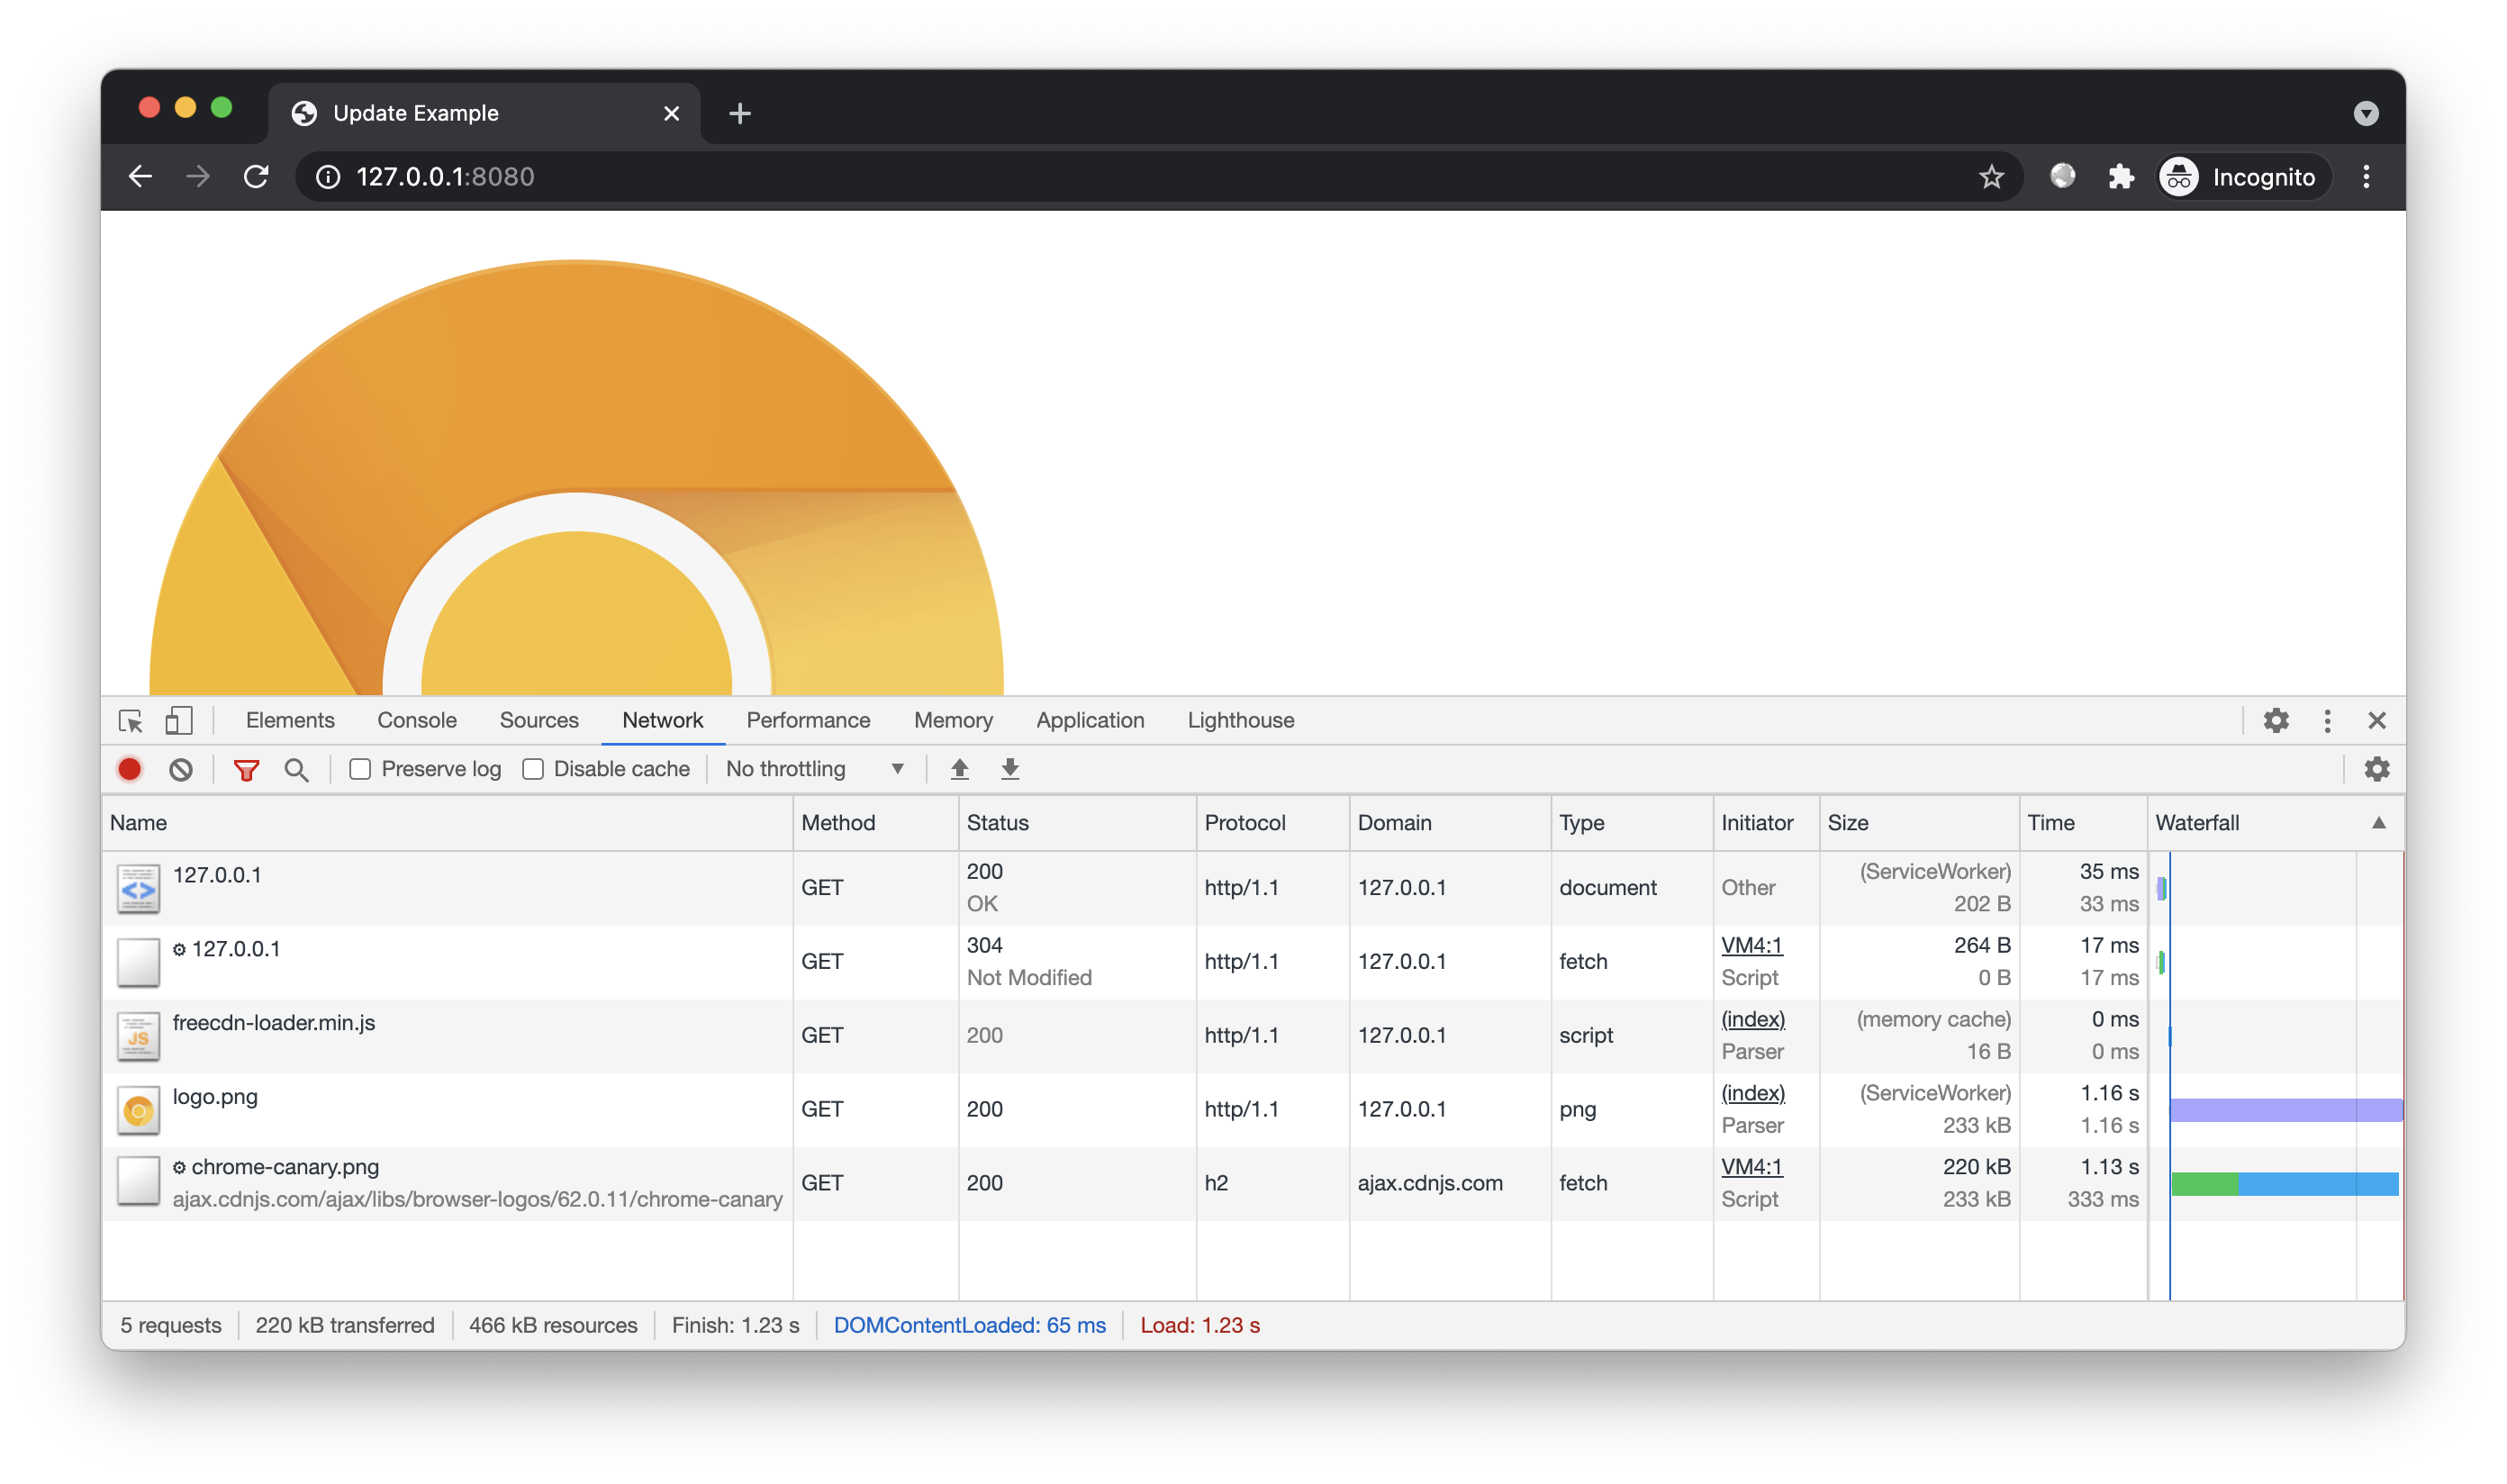 Update Example
127.0.0.1:8080
Incognito
Elements Console Sources Network Performance Memory Application Lighthouse
Preserve log Disable cache No throttling
Name Method Status Protocol Domain Type Initiator Size Time Waterfall
127.0.0.1 GET 200 http/1.1 127.0.0.1 document Other (ServiceWorker) 35 ms
OK 202 B 33 ms
127.0.0.1 GET 304 http/1.1 127.0.0.1 fetch VM4:1 264 B 17 ms
Not Modified Script 0 B 17 ms
freecdn-loader.min.js GET 200 http/1.1 127.0.0.1 script (index) (memory cache) 0 ms
JS Parser 16 B 0 ms
logo.png GET 200 http/1.1 127.0.0.1 png (index) (ServiceWorker) 1.16 s
Parser 233 kB 1.16 s
chrome-canary.png GET 200 h2 ajax.cdnjs.com fetch VM4:1 220 kB 1.13 s
ajax.cdnjs.com/ajax/libs/browser-logos/62.0.11/chrome-canary Script 233 kB 333 ms
5 requests 220 kB transferred 466 kB resources Finish: 1.23 s DOMContentLoaded: 65 ms Load: 1.23 s